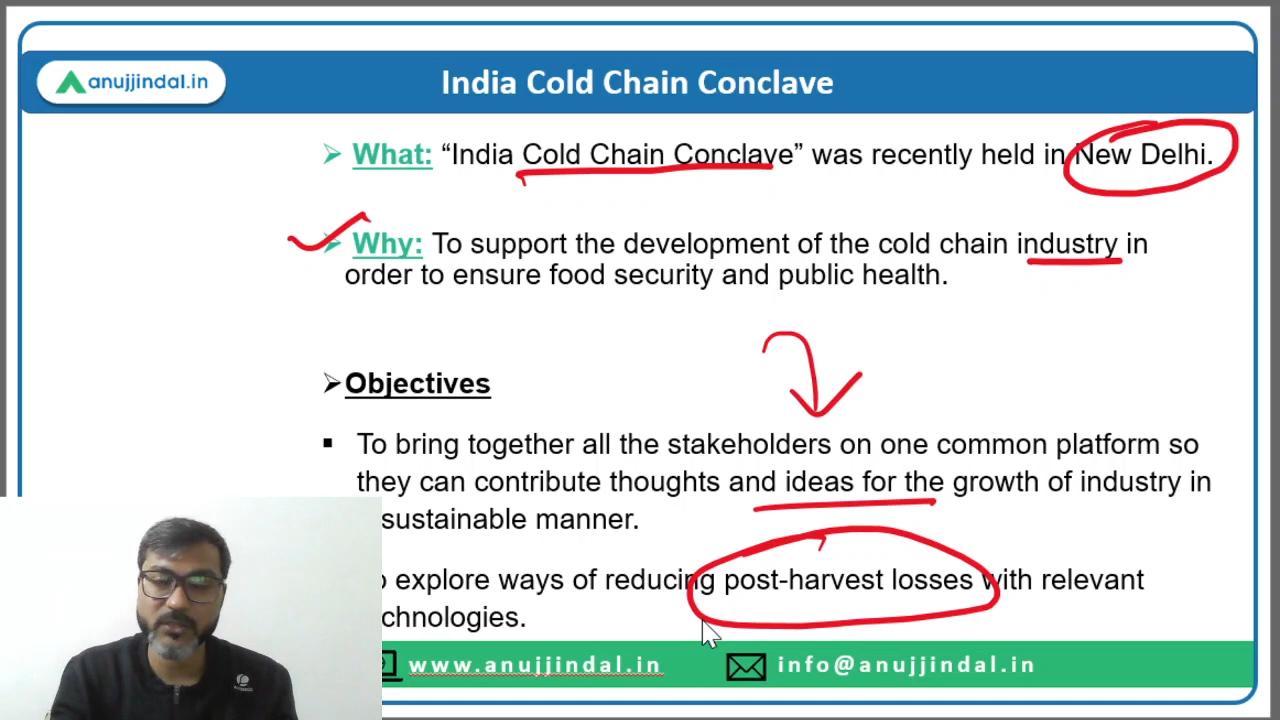 anujjindal.in
India Cold Chain Conclave
What: “India Cold Chain Conclave” was recently held in New Delhi.
Why: To support the development of the cold chain industry in
order to ensure food security and public health.
Objectives
To bring together all the stakeholders on one common platform so
they can contribute thoughts and ideas for the growth of industry in
sustainable manner.
explore ways of reducing post-harvest losses with relevant
www.anujjindal.in
info@anujjindal.in